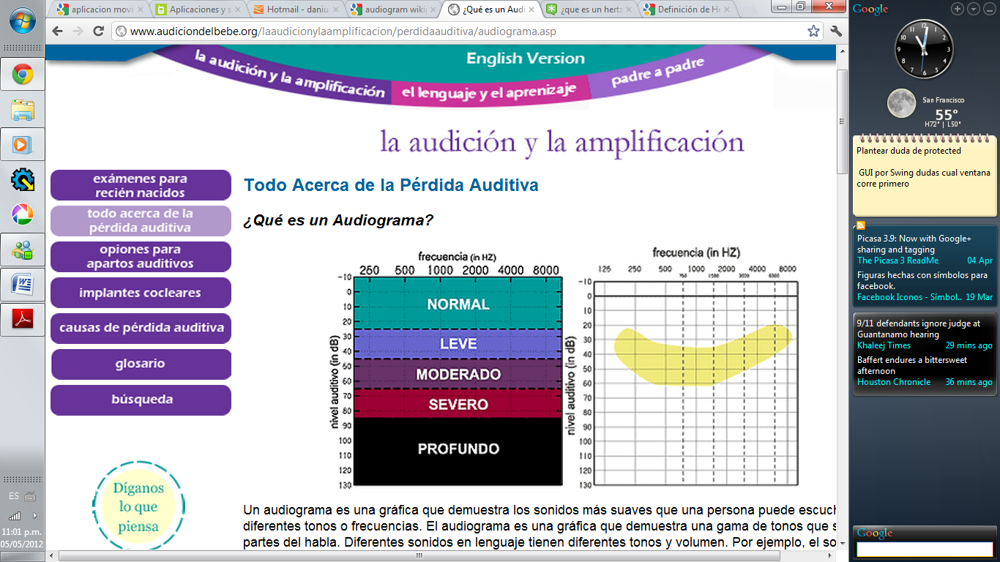 aplicacion movi
Aplicaciones y s
Hotmail - daniu
audiogram wikip
¿Qué es un Audi
¿que es un hertz
Definición de He
www.audiciondelbebe.org/laaudicionylaamplificacion/perdidaauditiva/audiograma.asp
English Version
la audición y la amplificación
el lenguaje y el aprenizaje
padre a padre
la audición y la amplificación
exámenes para
recién nacidos
todo acerca de la
pérdida auditiva
opiones para
apartos auditivos
implantes cocleares
causas de pérdida auditiva
glosario
búsqueda
Díganos
lo que
piensa
Todo Acerca de la Pérdida Auditiva
¿Qué es un Audiograma?
frecuencia (in HZ)
250 500 1000 2000 4000 8000
nivel auditivo (in dB)
-10
0
10
20
30
40
50
60
70
80
90
100
110
120
130
NORMAL
LEVE
MODERADO
SEVERO
PROFUNDO
frecuencia (in HZ)
125 250 500 750 1000 1500 2000 3000 4000 6000 8000
nivel auditivo (in dB)
-10
0
10
20
30
40
50
60
70
80
90
100
110
120
130
Un audiograma es una gráfica que demuestra los sonidos más suaves que una persona puede escuch
diferentes tonos o frecuencias. El audiograma es una gráfica que demuestra una gama de tonos que s
partes del habla. Diferentes sonidos en lenguaje tienen diferentes tonos y volumen. Por ejemplo, el so
ES
11:01 p.m.
05/05/2012
Google
12 1 2 3 4 5 6 7 8 9 10 11
San Francisco
55°
H72° | L50°
Plantear duda de protected
GUI por Swing dudas cual ventana
corre primero
Picasa 3.9: Now with Google+
sharing and tagging
The Picasa 3 ReadMe 04 Apr
Figuras hechas con símbolos para
facebook.
Facebook Iconos - Símbol.. 19 Mar
9/11 defendants ignore judge at
Guantanamo hearing
Khaleej Times 29 mins ago
Baffert endures a bittersweet
afternoon
Houston Chronicle 36 mins ago
Google